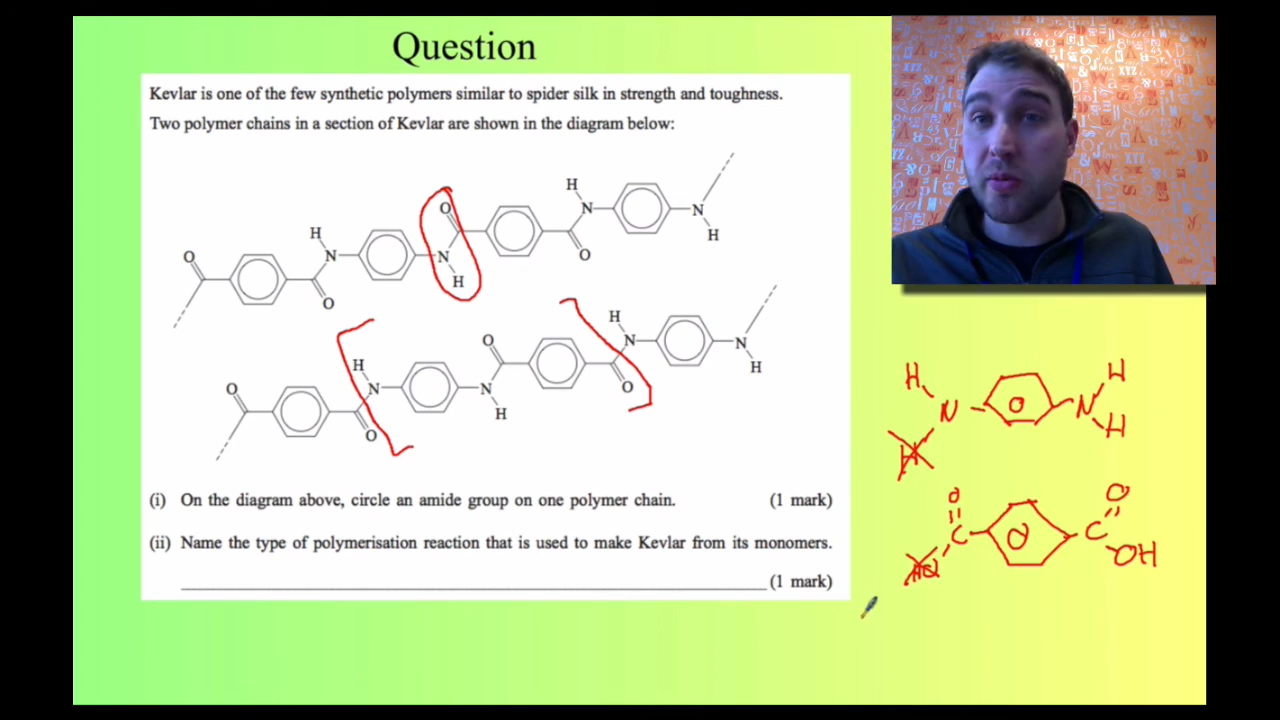 Question
Kevlar is one of the few synthetic polymers similar to spider silk in strength and toughness.
Two polymer chains in a section of Kevlar are shown in the diagram below:
H
O
N
H
O
N
H
O
N
O
H
N
O
H
N
H
O
N
O
H
N
O
H
N
H
O
(i) On the diagram above, circle an amide group on one polymer chain. (1 mark)
(ii) Name the type of polymerisation reaction that is used to make Kevlar from its monomers.
(1 mark)
H H
N N
H H
O O
C C
OH